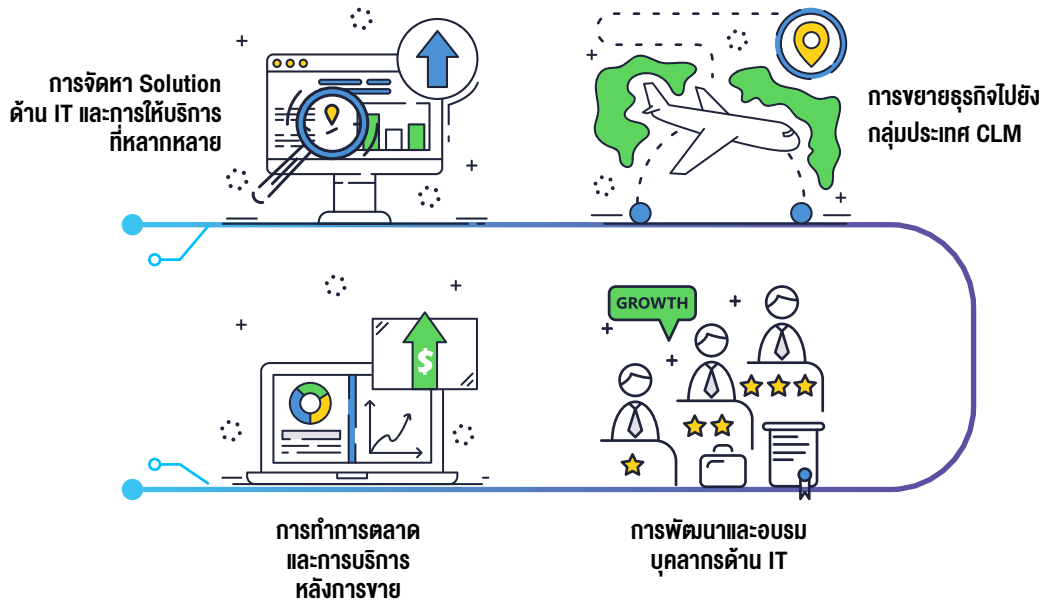 การจัดหา Solution
ด้าน IT และการให้บริการ
ที่หลากหลาย
การขยายธุรกิจไปยัง
กลุ่มประเทศ CLM
GROWTH
$
การทำการตลาด
และการบริการ
หลังการขาย
การพัฒนาและอบรม
บุคลากรด้าน IT